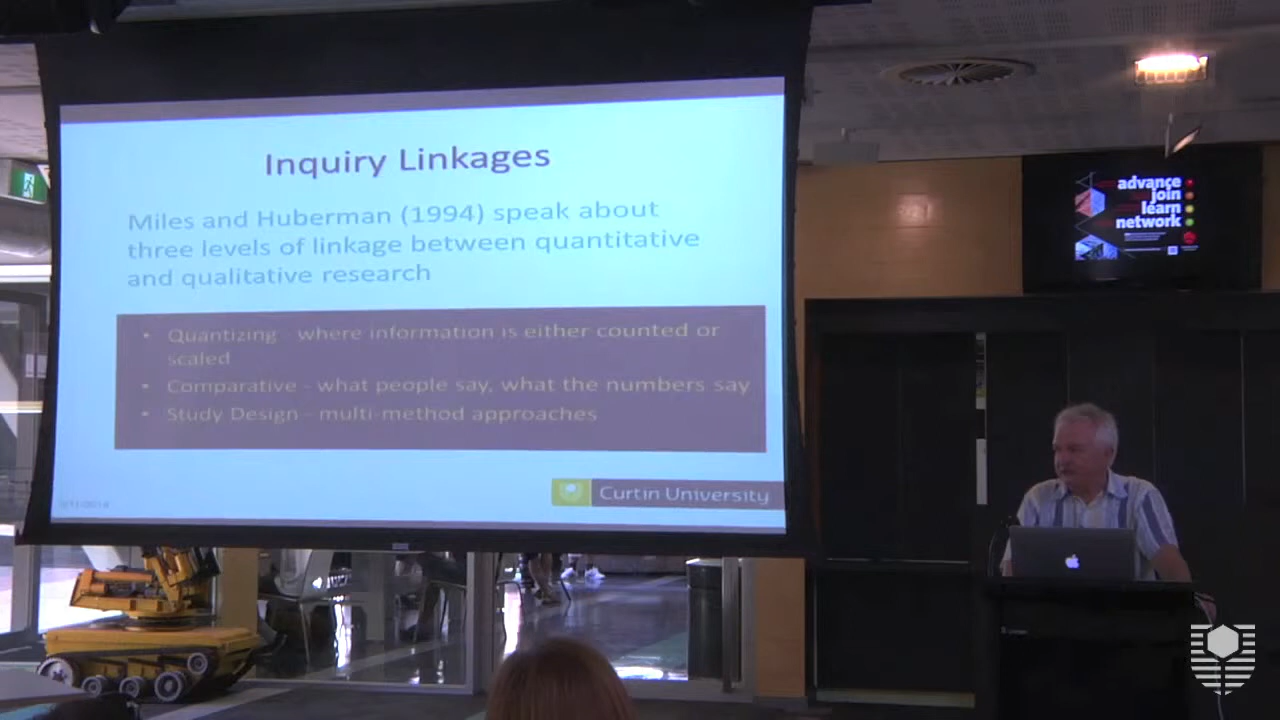 Inquiry Linkages
Miles and Huberman (1994) speak about
three levels of linkage between quantitative
and qualitative research
• Quantizing - where information is either counted or
scaled
• Comparative - what people say, what the numbers say
• Study Design - multi-method approaches
Curtin University
advance
join
learn
network